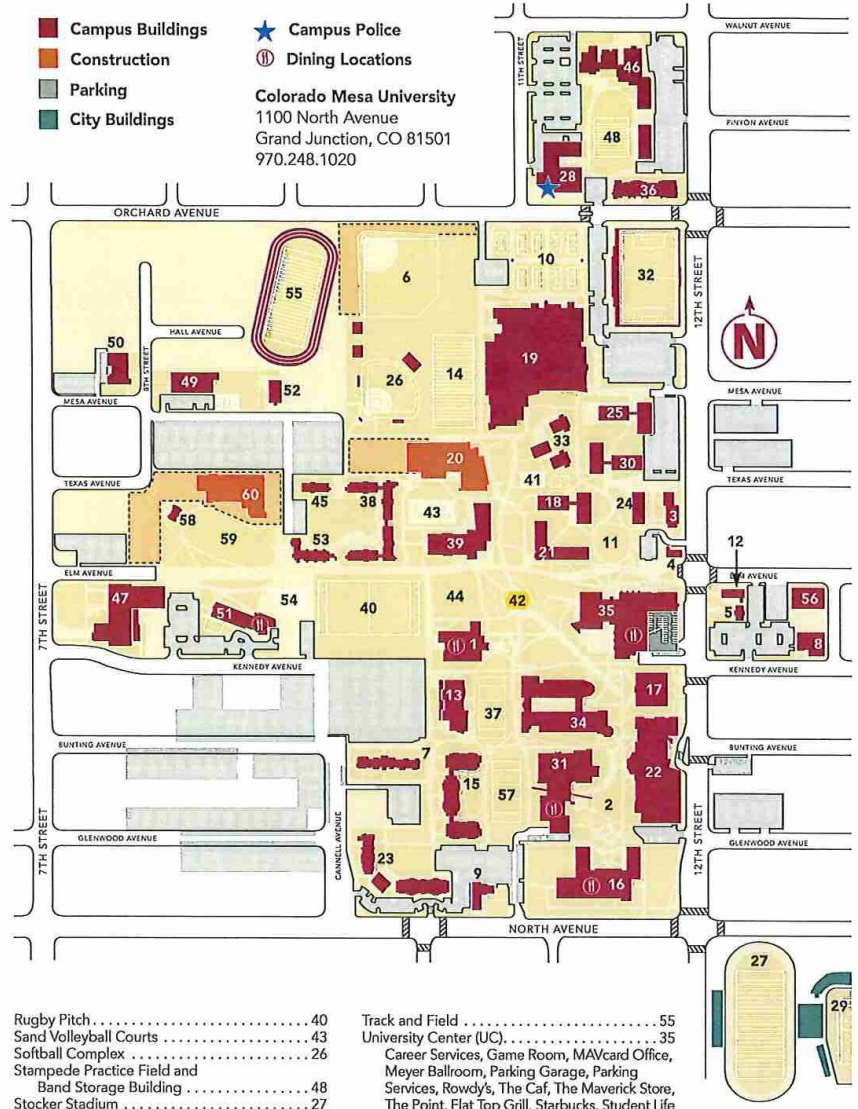 Campus Buildings
Construction
Parking
City Buildings
Campus Police
Dining Locations
Colorado Mesa University
1100 North Avenue
Grand Junction, CO 81501
970.248.1020
WALNUT AVENUE
11TH STREET
46
PINYON AVENUE
48
28
36
ORCHARD AVENUE
55
6
10
32
12TH STREET
N
HALL AVENUE
50
8TH STREET
49
52
26
14
19
MESA AVENUE
MESA AVENUE
25
33
20
30
TEXAS AVENUE
TEXAS AVENUE
60
45
38
43
41
18
24
3
58
59
53
39
21
11
4
12
ELM AVENUE
ELM AVENUE
7TH STREET
47
51
54
40
44
42
35
5
56
8
1
KENNEDY AVENUE
KENNEDY AVENUE
13
37
34
17
BUNTING AVENUE
BUNTING AVENUE
7
15
57
31
2
22
7TH STREET
GLENWOOD AVENUE
CANNELL AVENUE
12TH STREET
GLENWOOD AVENUE
23
9
16
NORTH AVENUE
27
29
Rugby Pitch . . . . . . . . . . . . . . . . . . . . . . . . . . . . . . . 40
Sand Volleyball Courts . . . . . . . . . . . . . . . . . . . . . 43
Softball Complex . . . . . . . . . . . . . . . . . . . . . . . . . . 26
Stampede Practice Field and
Band Storage Building . . . . . . . . . . . . . . . . . . 48
Stocker Stadium . . . . . . . . . . . . . . . . . . . . . . . . . . 27
Track and Field . . . . . . . . . . . . . . . . . . . . . . . . . . . 55
University Center (UC). . . . . . . . . . . . . . . . . . . . . . 35
Career Services, Game Room, MAVcard Office,
Meyer Ballroom, Parking Garage, Parking
Services, Rowdy's, The Caf, The Maverick Store,
The Point, Flat Top Grill, Starbucks, Student Life